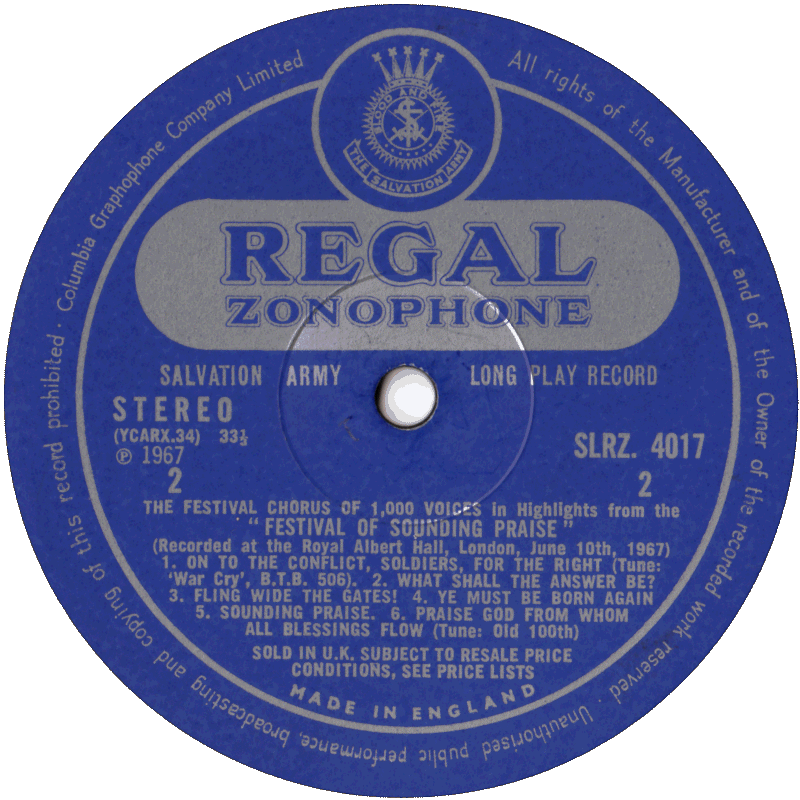 Columbia Graphophone Company Limited
All rights of the Manufacturer and of the Owner of the recorded work reserved · Unauthorised public performance, broadcasting and copying of this record prohibited ·
BLOOD AND FIRE
S
THE SALVATION ARMY
REGAL
ZONOPHONE
SALVATION ARMY LONG PLAY RECORD
STEREO
(YCARX.34) 33⅓
SLRZ. 4017
℗ 1967
2 2
THE FESTIVAL CHORUS OF 1,000 VOICES in Highlights from the
"FESTIVAL OF SOUNDING PRAISE"
(Recorded at the Royal Albert Hall, London, June 10th, 1967)
1. ON TO THE CONFLICT, SOLDIERS, FOR THE RIGHT (Tune:
'War Cry', B.T.B. 506). 2. WHAT SHALL THE ANSWER BE?
3. FLING WIDE THE GATES! 4. YE MUST BE BORN AGAIN
5. SOUNDING PRAISE. 6. PRAISE GOD FROM WHOM
ALL BLESSINGS FLOW (Tune: Old 100th)
SOLD IN U.K. SUBJECT TO RESALE PRICE
CONDITIONS, SEE PRICE LISTS
MADE IN ENGLAND